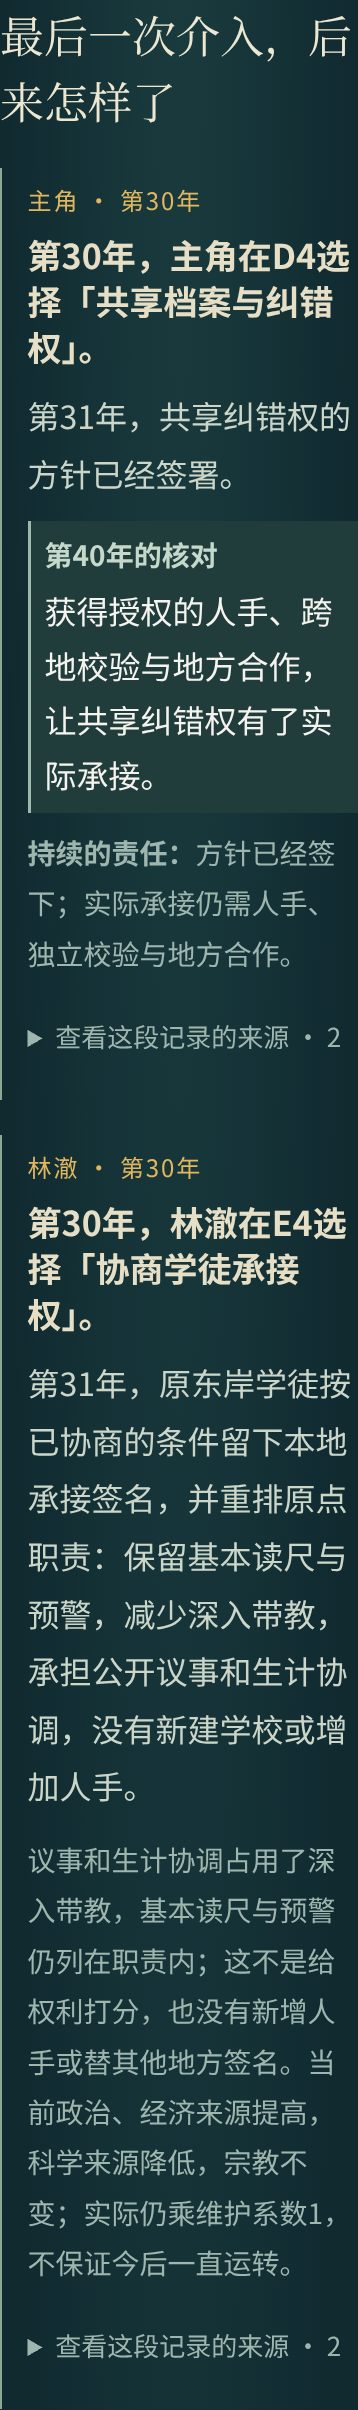 最后一次介入，后
来怎样了
主角 · 第30年
第30年，主角在D4选
择「共享档案与纠错
权」。
第31年，共享纠错权的
方针已经签署。
第40年的核对
获得授权的人手、跨
地校验与地方合作，
让共享纠错权有了实
际承接。
持续的责任：方针已经签
下；实际承接仍需人手、
独立校验与地方合作。
▶ 查看这段记录的来源 · 2
林澈 · 第30年
第30年，林澈在E4选
择「协商学徒承接
权」。
第31年，原东岸学徒按
已协商的条件留下本地
承接签名，并重排原点
职责：保留基本读尺与
预警，减少深入带教，
承担公开议事和生计协
调，没有新建学校或增
加人手。
议事和生计协调占用了深
入带教，基本读尺与预警
仍列在职责内；这不是给
权利打分，也没有新增人
手或替其他地方签名。当
前政治、经济来源提高，
科学来源降低，宗教不
变；实际仍乘维护系数1，
不保证今后一直运转。
▶ 查看这段记录的来源 · 2